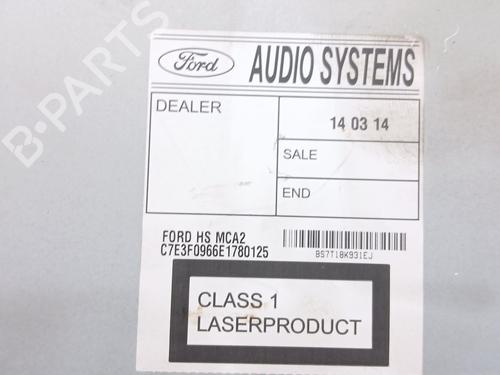 Ford AUDIO SYSTEMS
DEALER
14 03 14
SALE
END
FORD HS MCA2
C7E3F0966E1780125
BS7T18K931EJ
CLASS 1
LASERPRODUCT
B-PARTS